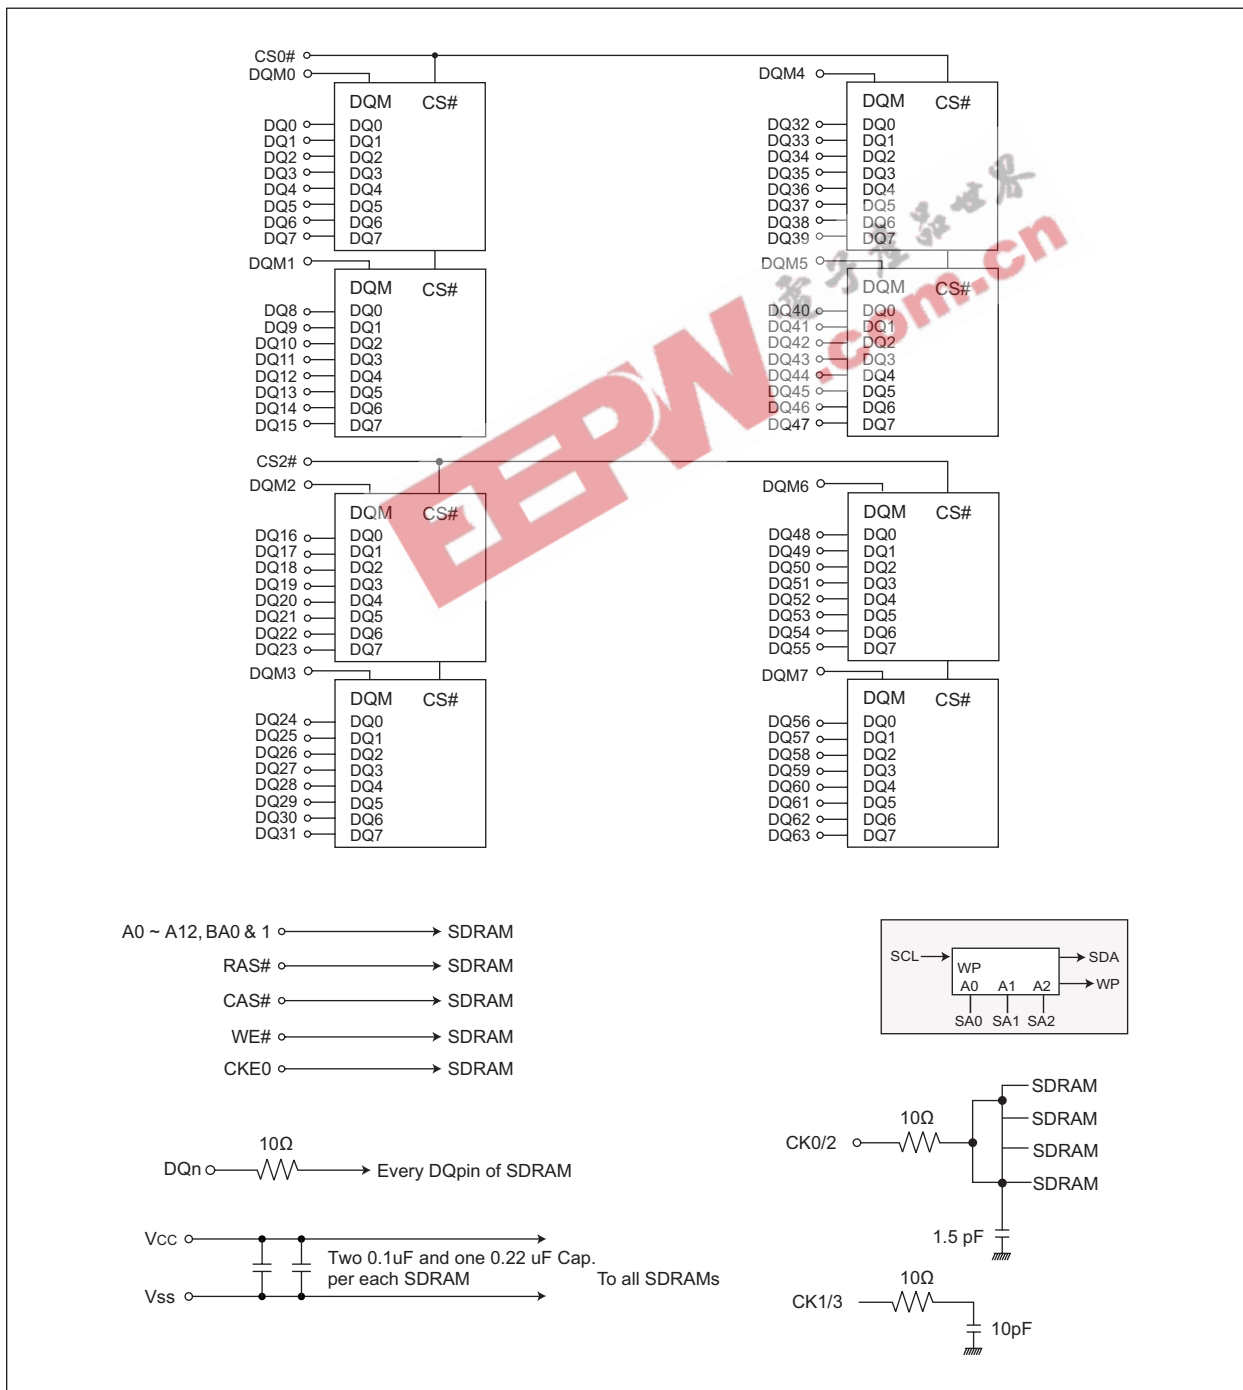 CS0#
DQM0
DQM CS#
DQ0 DQ0
DQ1 DQ1
DQ2 DQ2
DQ3 DQ3
DQ4 DQ4
DQ5 DQ5
DQ6 DQ6
DQ7 DQ7
DQM1
DQM CS#
DQ8 DQ0
DQ9 DQ1
DQ10 DQ2
DQ11 DQ3
DQ12 DQ4
DQ13 DQ5
DQ14 DQ6
DQ15 DQ7
DQM4
DQM CS#
DQ32 DQ0
DQ33 DQ1
DQ34 DQ2
DQ35 DQ3
DQ36 DQ4
DQ37 DQ5
DQ38 DQ6
DQ39 DQ7
DQM5
DQM CS#
DQ40 DQ0
DQ41 DQ1
DQ42 DQ2
DQ43 DQ3
DQ44 DQ4
DQ45 DQ5
DQ46 DQ6
DQ47 DQ7
EEPW
電子產品世界
.com.cn
CS2#
DQM2
DQM CS#
DQ16 DQ0
DQ17 DQ1
DQ18 DQ2
DQ19 DQ3
DQ20 DQ4
DQ21 DQ5
DQ22 DQ6
DQ23 DQ7
DQM3
DQM CS#
DQ24 DQ0
DQ25 DQ1
DQ26 DQ2
DQ27 DQ3
DQ28 DQ4
DQ29 DQ5
DQ30 DQ6
DQ31 DQ7
DQM6
DQM CS#
DQ48 DQ0
DQ49 DQ1
DQ50 DQ2
DQ51 DQ3
DQ52 DQ4
DQ53 DQ5
DQ54 DQ6
DQ55 DQ7
DQM7
DQM CS#
DQ56 DQ0
DQ57 DQ1
DQ58 DQ2
DQ59 DQ3
DQ60 DQ4
DQ61 DQ5
DQ62 DQ6
DQ63 DQ7
A0 ~ A12, BA0 & 1 SDRAM
RAS# SDRAM
CAS# SDRAM
WE# SDRAM
CKE0 SDRAM
10Ω
DQn Every DQpin of SDRAM
Vcc
Two 0.1uF and one 0.22 uF Cap.
per each SDRAM
To all SDRAMs
Vss
SCL SDA
WP
WP
A0 A1 A2
SA0 SA1 SA2
SDRAM
10Ω
SDRAM
CK0/2
SDRAM
SDRAM
1.5 pF
10Ω
CK1/3
10pF